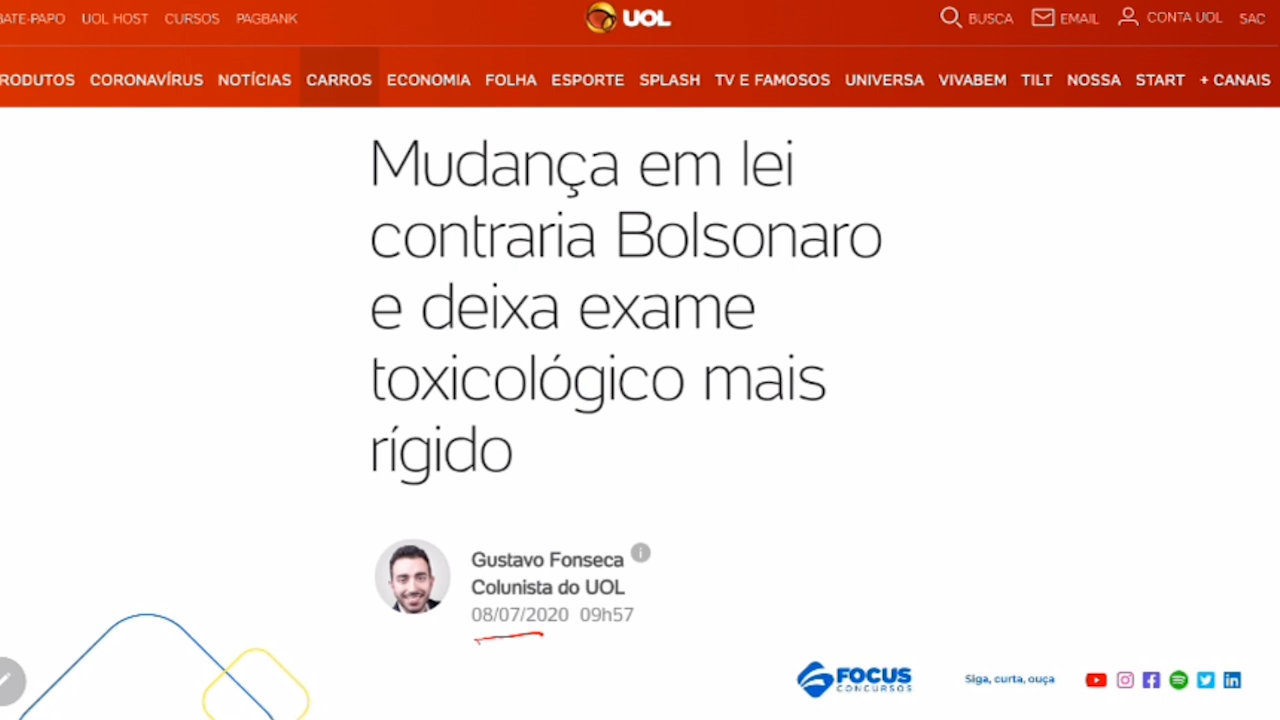 BATE-PAPO UOL HOST CURSOS PAGBANK UOL BUSCA EMAIL CONTA UOL SAC
RODUTOS CORONAVÍRUS NOTÍCIAS CARROS ECONOMIA FOLHA ESPORTE SPLASH TV E FAMOSOS UNIVERSA VIVABEM TILT NOSSA START + CANAIS
Mudança em lei
contraria Bolsonaro
e deixa exame
toxicológico mais
rígido
Gustavo Fonseca
Colunista do UOL
08/07/2020 09h57
FOCUS
CONCURSOS
Siga, curta, ouça